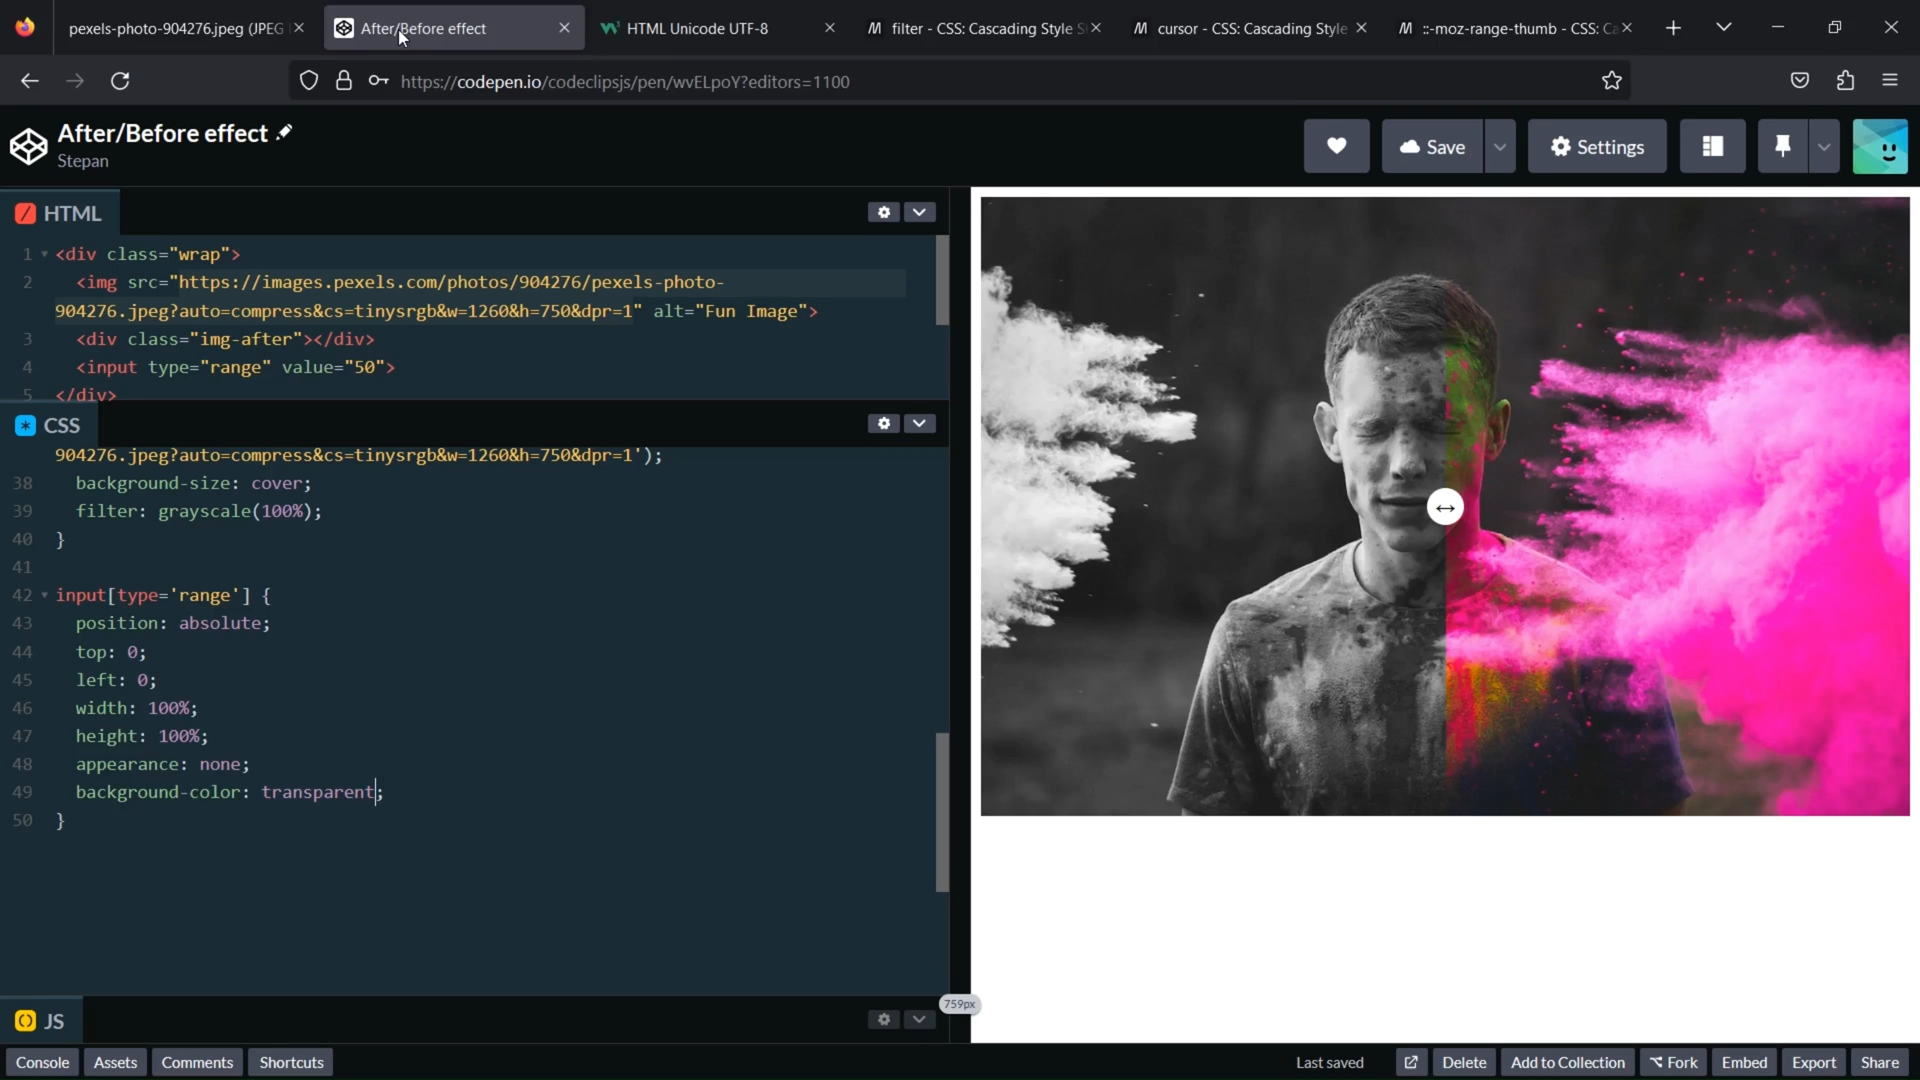 pexels-photo-904276.jpeg (JPEG
After/Before effect
HTML Unicode UTF-8
filter - CSS: Cascading Style S
cursor - CSS: Cascading Style
::-moz-range-thumb - CSS: Ca
https://codepen.io/codeclipsjs/pen/wvELpoY?editors=1100
After/Before effect
Stepan
Save
Settings
HTML
1 <div class="wrap">
2 <img src="https://images.pexels.com/photos/904276/pexels-photo-
904276.jpeg?auto=compress&cs=tinysrgb&w=1260&h=750&dpr=1" alt="Fun Image">
3 <div class="img-after"></div>
4 <input type="range" value="50">
5 </div>
CSS
904276.jpeg?auto=compress&cs=tinysrgb&w=1260&h=750&dpr=1');
38 background-size: cover;
39 filter: grayscale(100%);
40 }
41
42 input[type='range'] {
43 position: absolute;
44 top: 0;
45 left: 0;
46 width: 100%;
47 height: 100%;
48 appearance: none;
49 background-color: transparent;
50 }
759px
JS
Console
Assets
Comments
Shortcuts
Last saved
Delete
Add to Collection
Fork
Embed
Export
Share